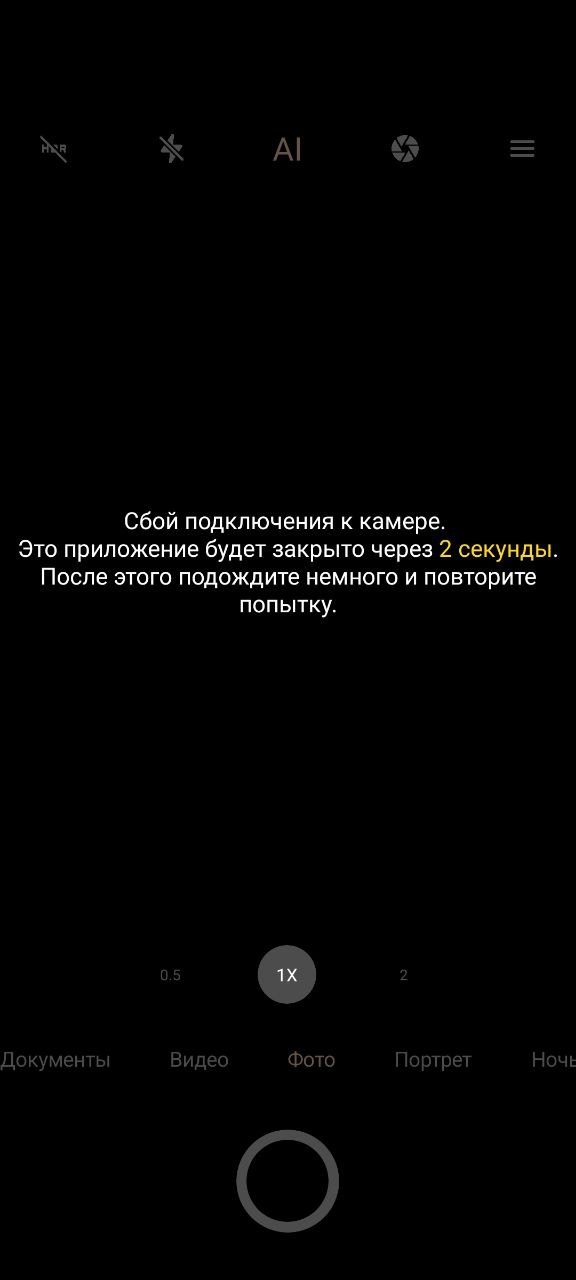 HDR
AI
Сбой подключения к камере.
Это приложение будет закрыто через 2 секунды.
После этого подождите немного и повторите
попытку.
0.5 1X 2
Документы Видео Фото Портрет Ночь